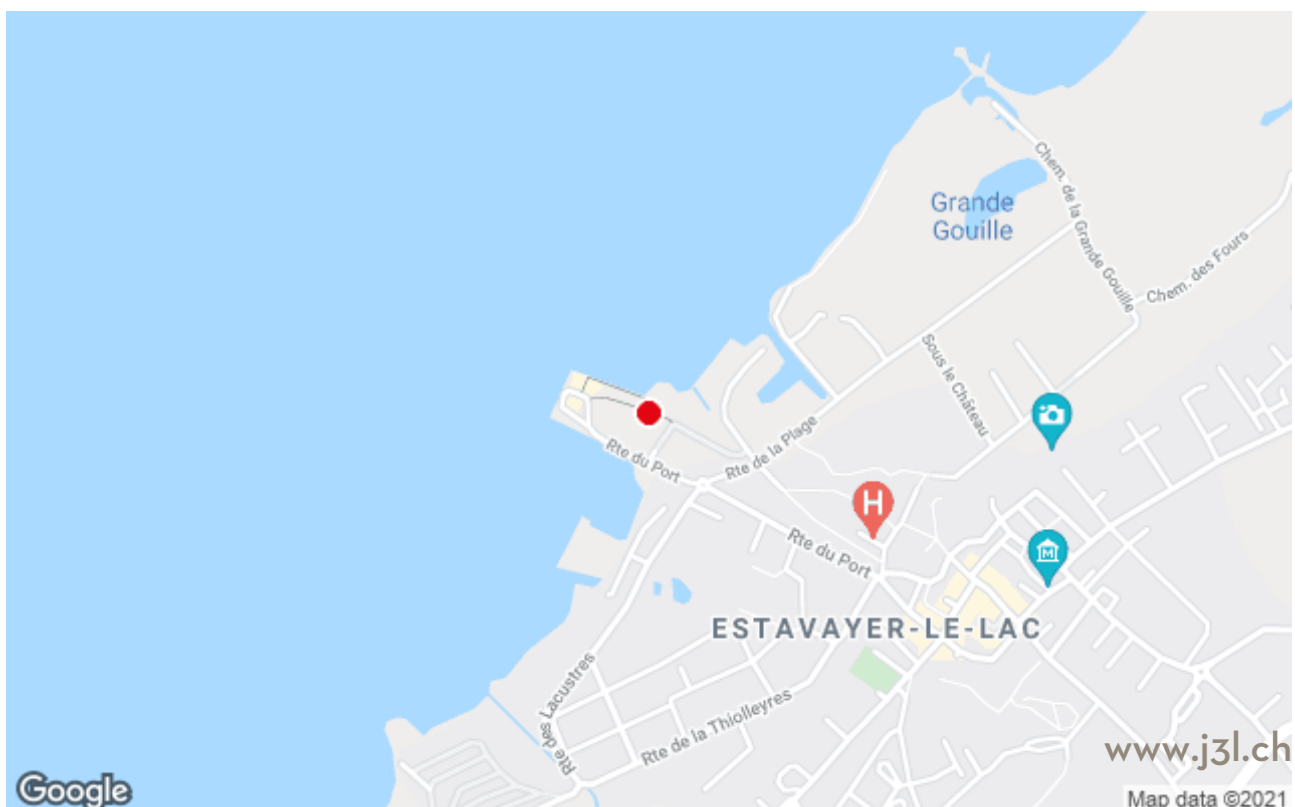 Chem. de la Grande Gouille
Grande
Gouille
Chem. des Fours
Sous le Château
Rte de la Plage
Rte du Port
H
Rte du Port
M
ESTAVAYER-LE-LAC
Rte des Lacustres
Rte de la Thiolleyres
www.j3l.ch
Google
Map data ©2021